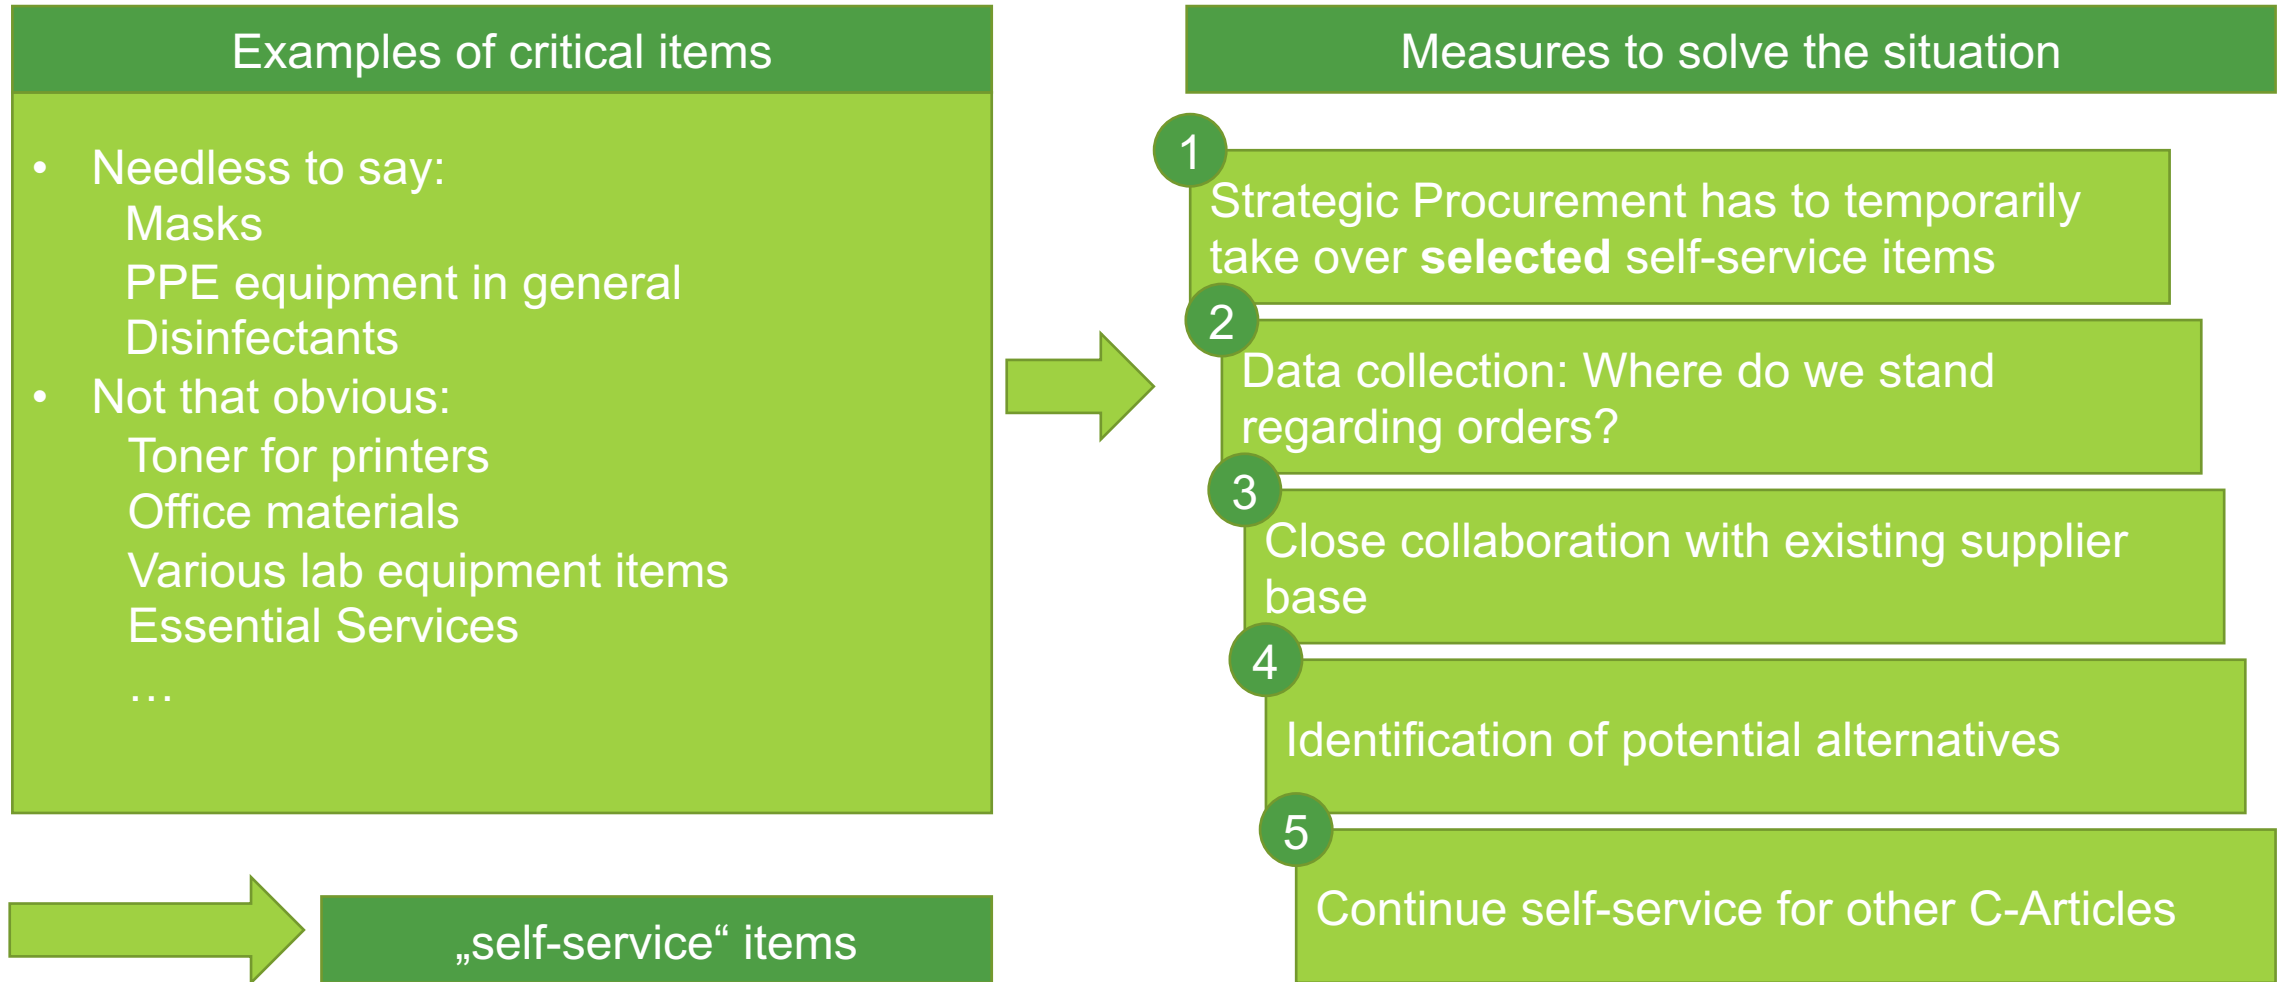 Examples of critical items
• Needless to say:
Masks
PPE equipment in general
Disinfectants
• Not that obvious:
Toner for printers
Office materials
Various lab equipment items
Essential Services
…
„self-service“ items
Measures to solve the situation
1
Strategic Procurement has to temporarily
take over selected self-service items
2
Data collection: Where do we stand
regarding orders?
3
Close collaboration with existing supplier
base
4
Identification of potential alternatives
5
Continue self-service for other C-Articles